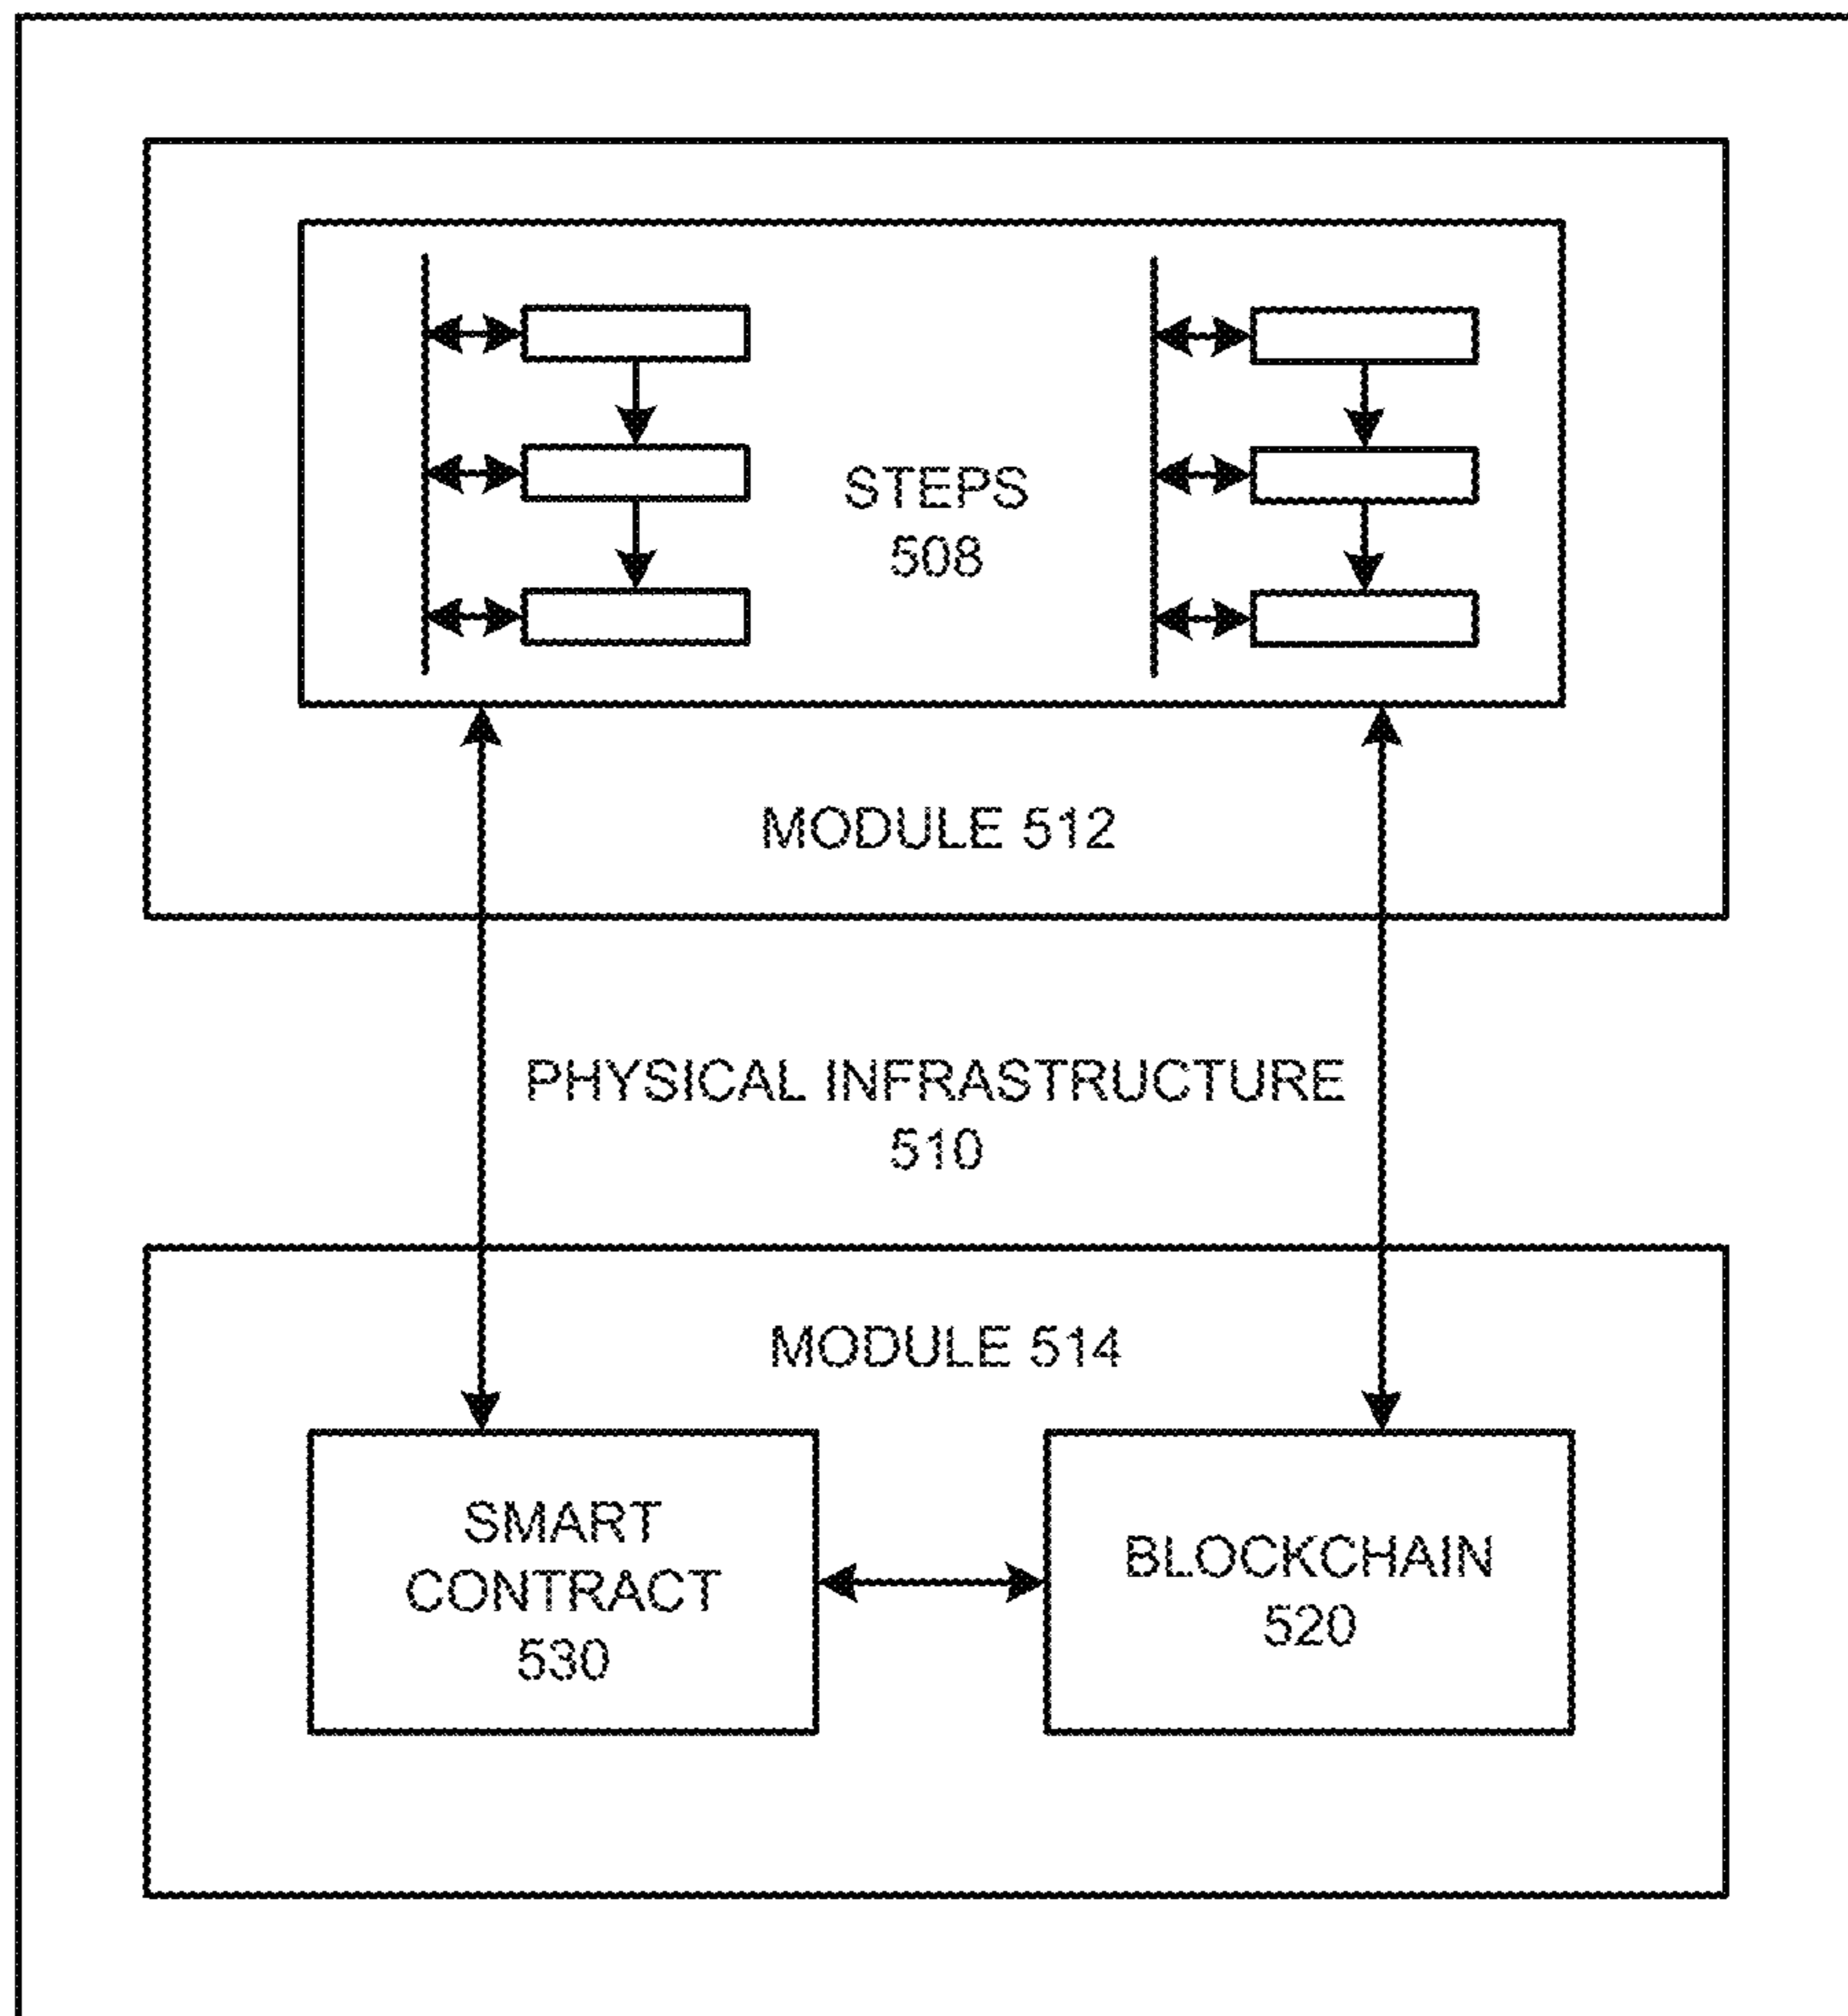 STEPS
508
MODULE 512
PHYSICAL INFRASTRUCTURE
510
MODULE 514
SMART
CONTRACT
530
BLOCKCHAIN
520